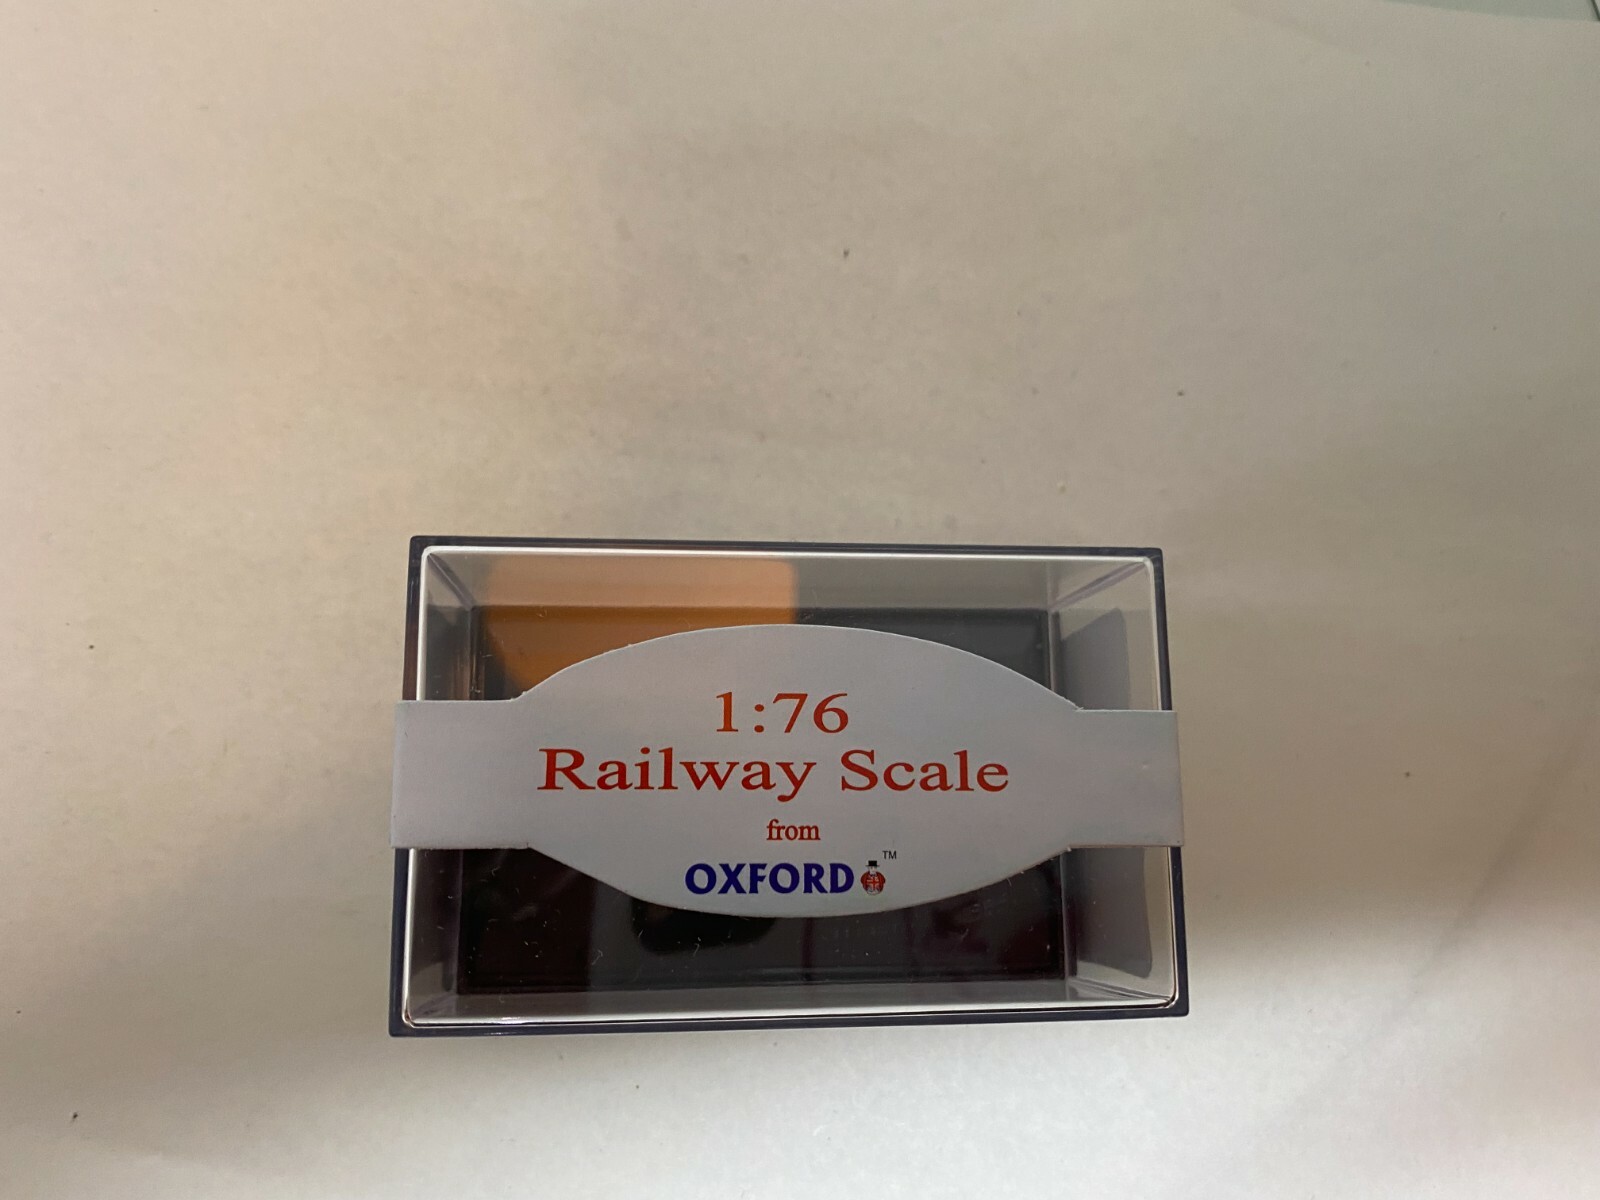 1:76
Railway Scale
from
OXFORD™